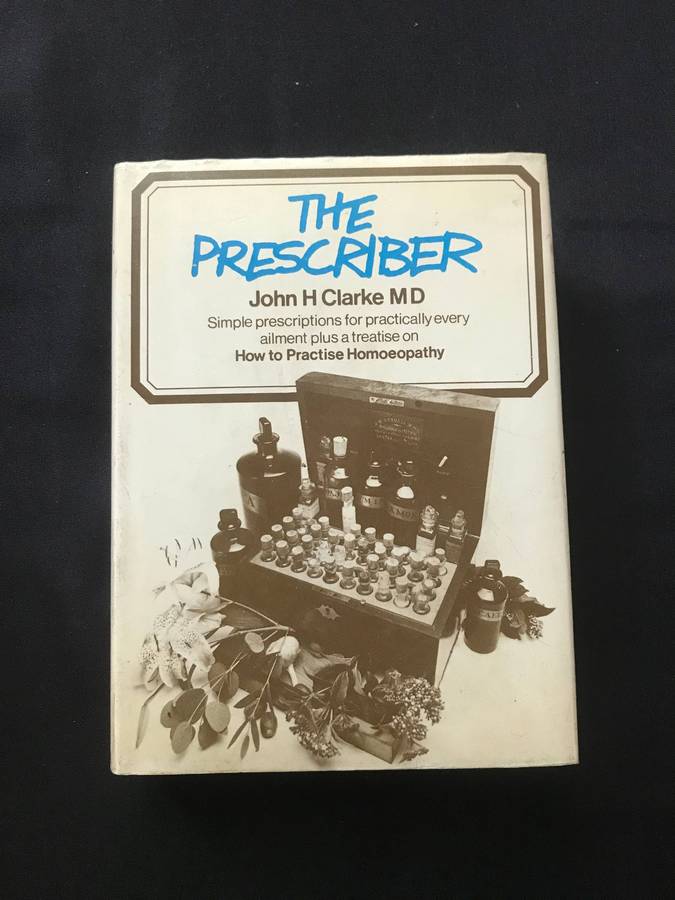 THE
PRESCRIBER
John H Clarke MD
Simple prescriptions for practically every
ailment plus a treatise on
How to Practise Homoeopathy